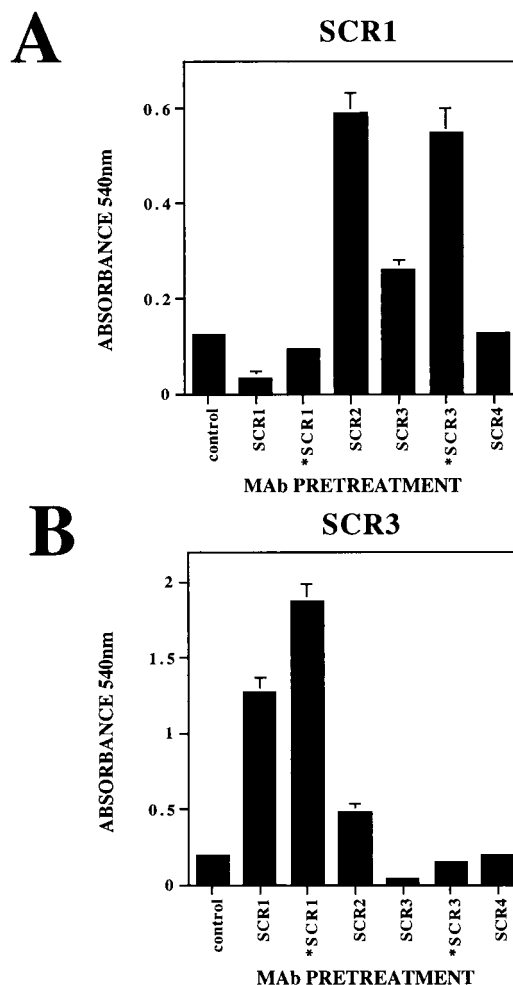 A
SCR1
ABSORBANCE 540nm
0.6
0.4
0.2
0
control
SCR1
*SCR1
SCR2
SCR3
*SCR3
SCR4
MAb PRETREATMENT
B
SCR3
ABSORBANCE 540nm
2
1.5
1
0.5
0
control
SCR1
*SCR1
SCR2
SCR3
*SCR3
SCR4
MAb PRETREATMENT